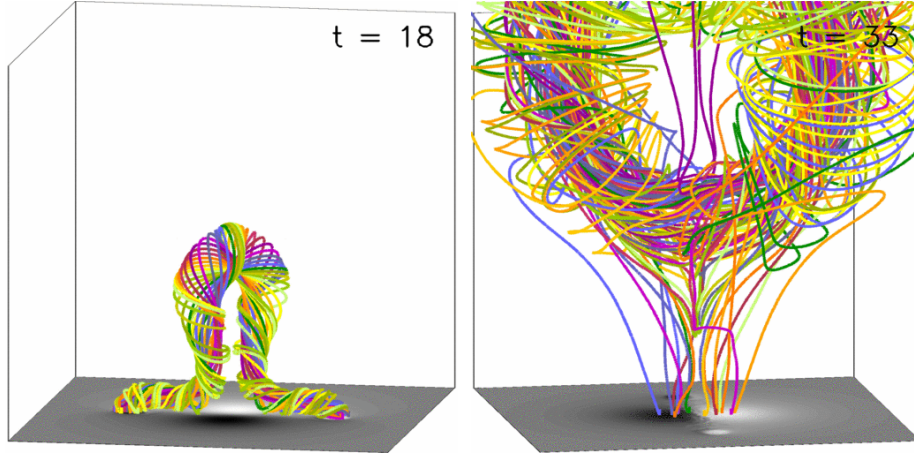 t = 18
t = 33